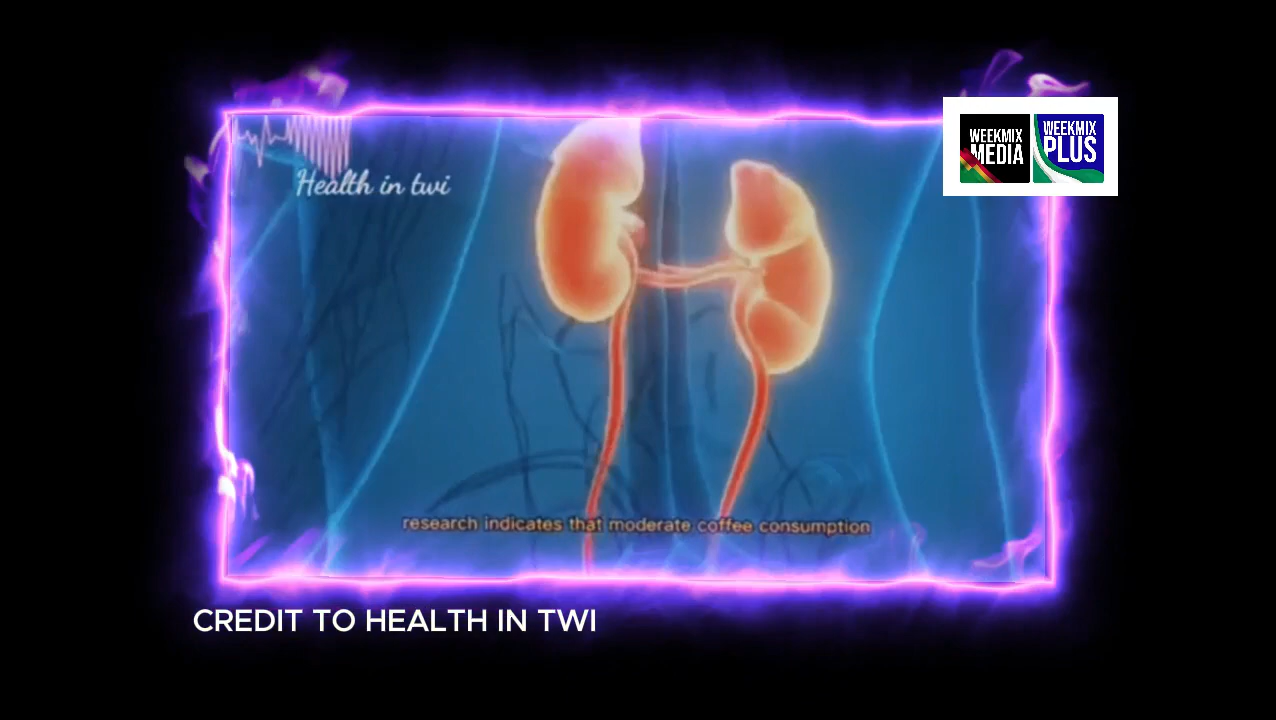 Health in twi
WEEKMIX
MEDIA
WEEKMIX
PLUS
research indicates that moderate coffee consumption
CREDIT TO HEALTH IN TWI